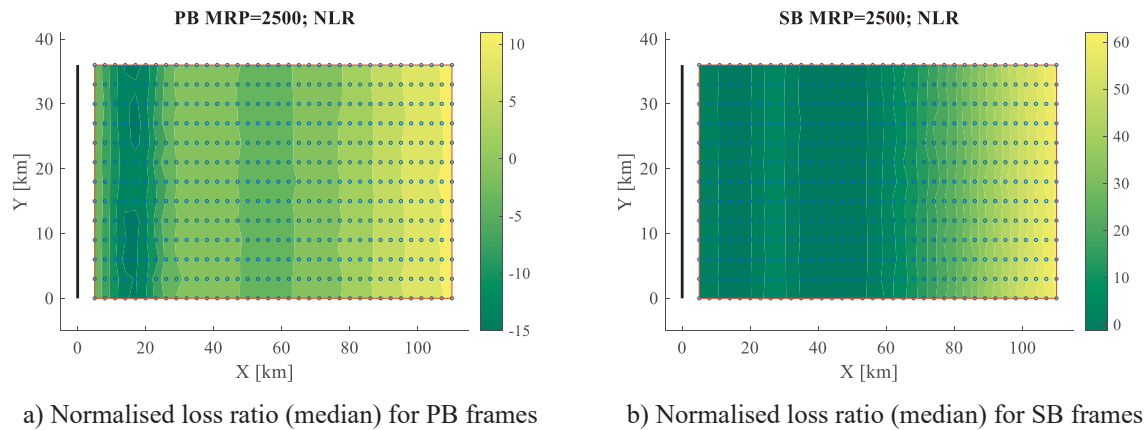 PB MRP=2500; NLR
40
30
20
10
0
Y [km]
0 20 40 60 80 100
X [km]
10
5
0
-5
-10
-15
a) Normalised loss ratio (median) for PB frames
SB MRP=2500; NLR
40
30
20
10
0
Y [km]
0 20 40 60 80 100
X [km]
60
50
40
30
20
10
0
b) Normalised loss ratio (median) for SB frames